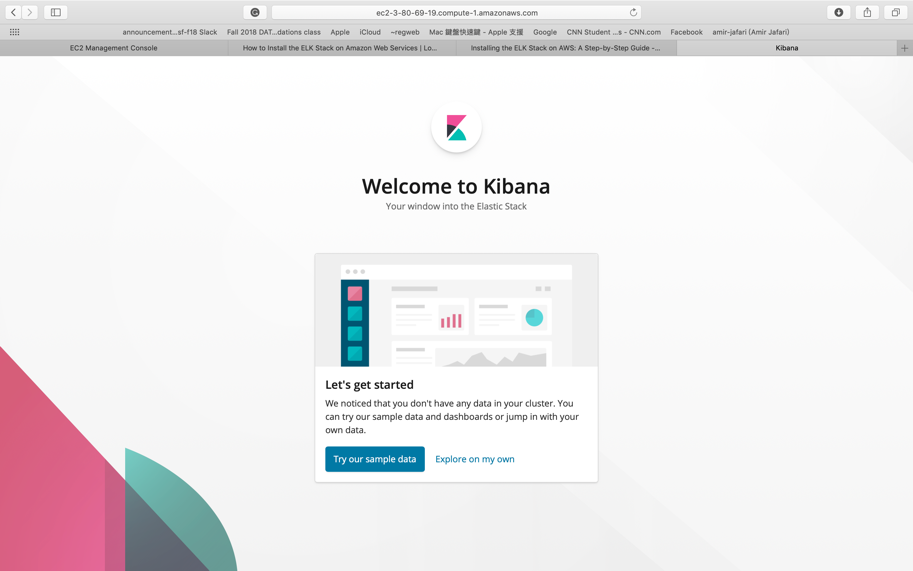 ec2-3-80-69-19.compute-1.amazonaws.com
announcement...sf-f18 Slack Fall 2018 DAT...dations class Apple iCloud ~regweb Mac 鍵盤快速鍵 - Apple 支援 Google CNN Student ...s - CNN.com Facebook amir-jafari (Amir Jafari)
EC2 Management Console How to Install the ELK Stack on Amazon Web Services | Lo... Installing the ELK Stack on AWS: A Step-by-Step Guide -... Kibana
Welcome to Kibana
Your window into the Elastic Stack
Let's get started
We noticed that you don't have any data in your cluster. You
can try our sample data and dashboards or jump in with your
own data.
Try our sample data Explore on my own